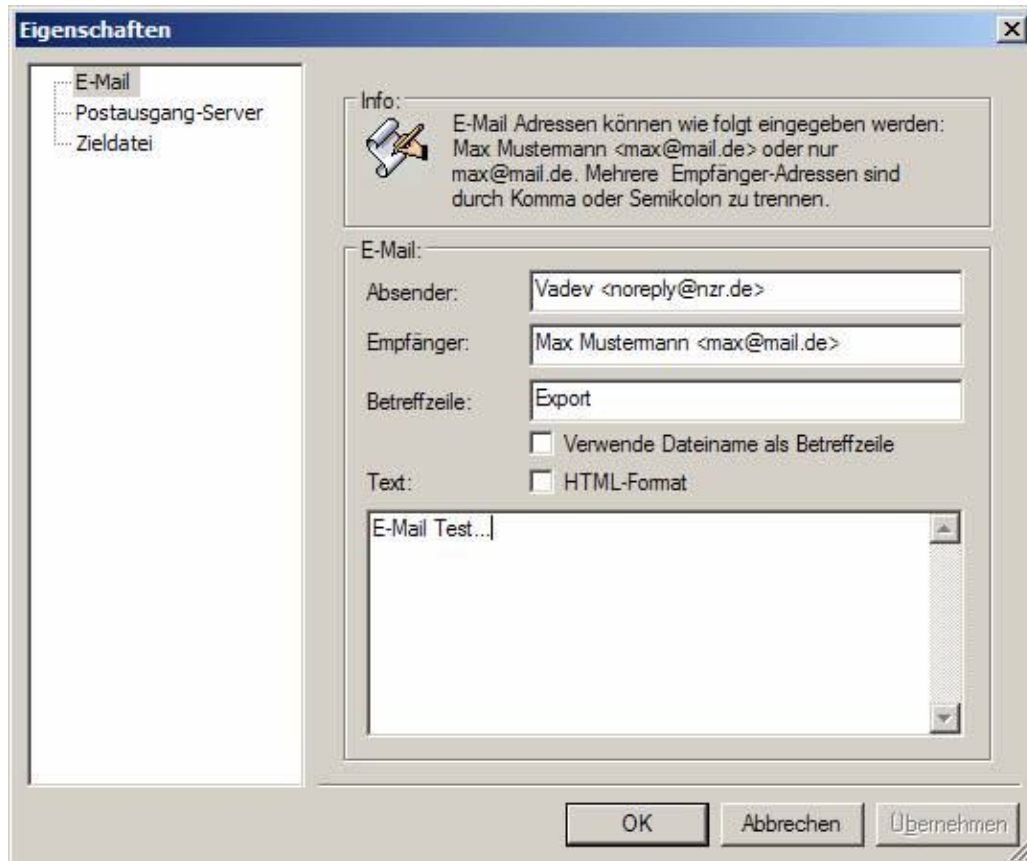 Eigenschaften
E-Mail
Postausgang-Server
Zieldatei
Info:
E-Mail Adressen können wie folgt eingegeben werden:
Max Mustermann <max@mail.de> oder nur
max@mail.de. Mehrere Empfänger-Adressen sind
durch Komma oder Semikolon zu trennen.
E-Mail:
Absender: Vadev <noreply@nzr.de>
Empfänger: Max Mustermann <max@mail.de>
Betreffzeile: Export
Verwende Dateiname als Betreffzeile
Text: HTML-Format
E-Mail Test...
OK Abbrechen Übernehmen